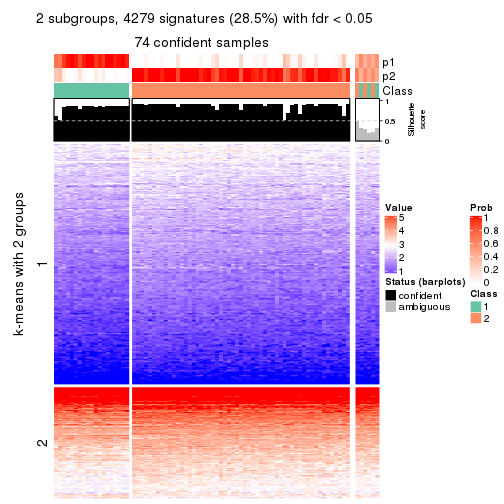 2 subgroups, 4279 signatures (28.5%) with fdr < 0.05
74 confident samples
p1
p2
Class
1
0.5
0
Silhouette
score
k-means with 2 groups
1
2
Value
5
4
3
2
1
Status (barplots)
confident
ambiguous
Prob
1
0.8
0.6
0.4
0.2
0
Class
1
2